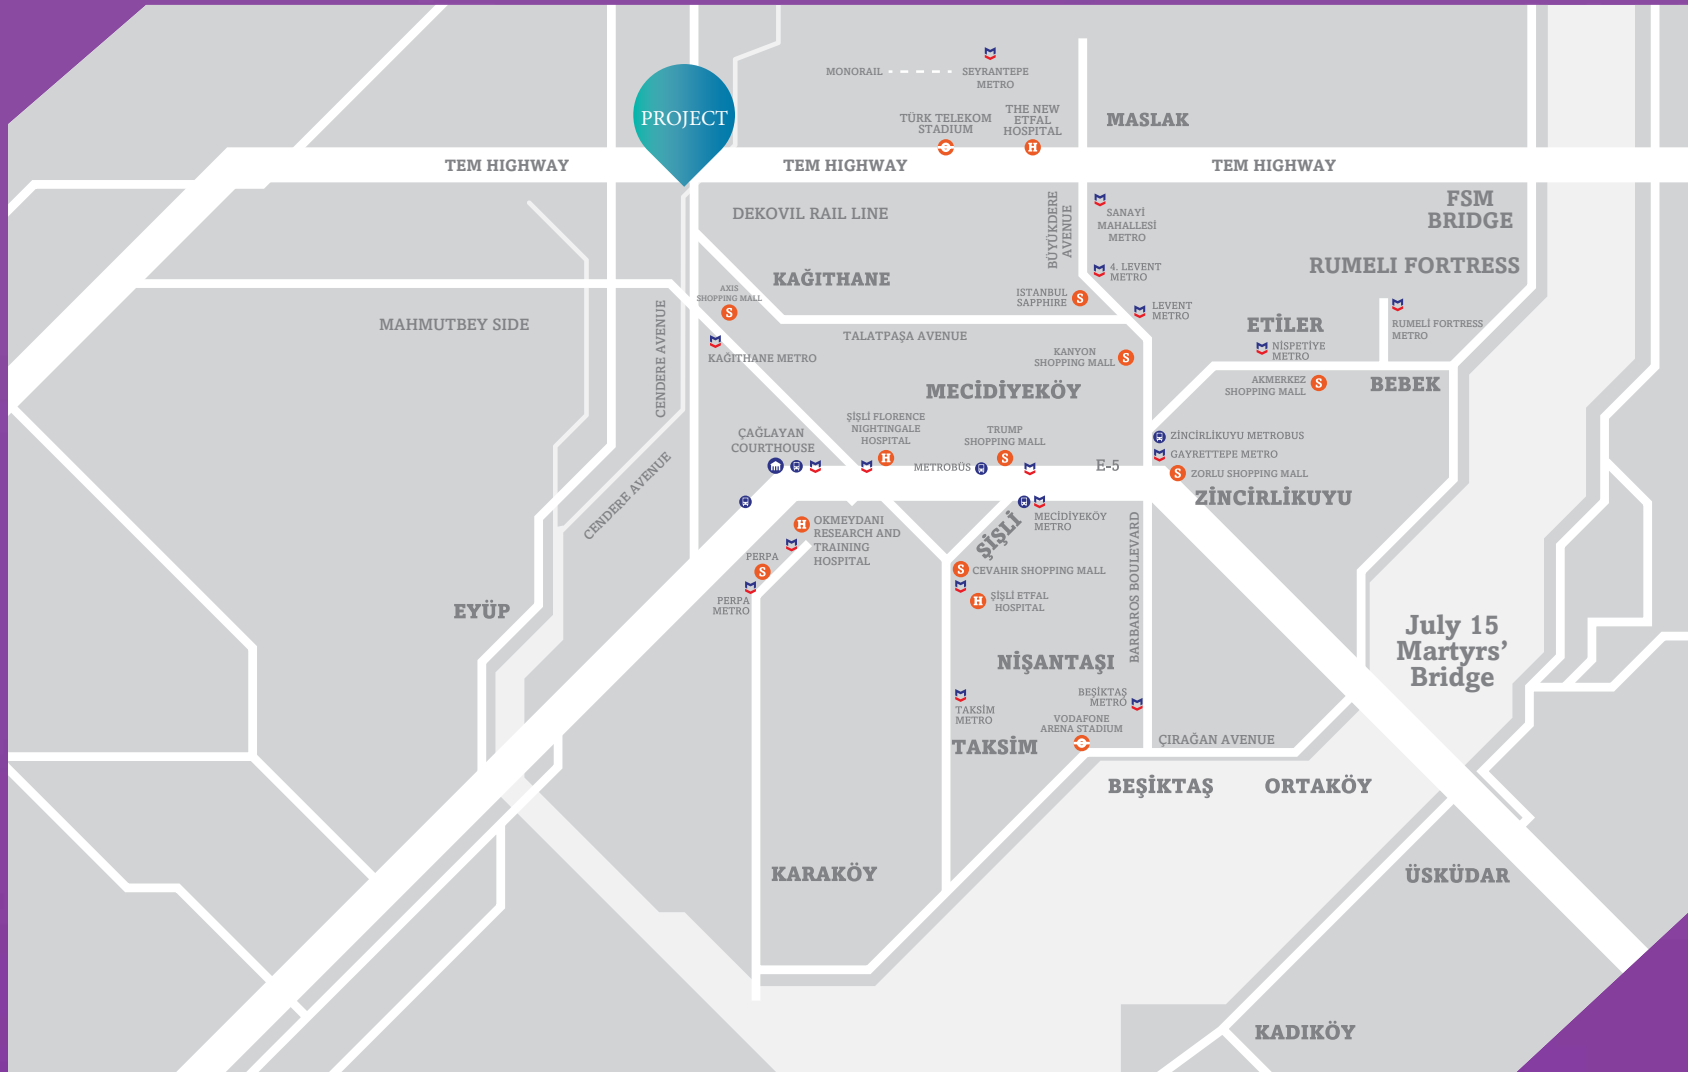 MONORAIL
SEYRANTEPE
METRO
PROJECT
TÜRK TELEKOM
STADIUM
THE NEW
ETFAL
HOSPITAL
H
MASLAK
TEM HIGHWAY
TEM HIGHWAY
TEM HIGHWAY
DEKOVIL RAIL LINE
BÜYÜKDERE
AVENUE
SANAYİ
MAHALLESİ
METRO
FSM
BRIDGE
RUMELI FORTRESS
KAĞITHANE
4. LEVENT
METRO
AXIS
SHOPPING MALL
S
ISTANBUL
SAPPHIRE
S
LEVENT
METRO
MAHMUTBEY SIDE
CENDERE AVENUE
TALATPAŞA AVENUE
ETİLER
RUMELI FORTRESS
METRO
KAĞITHANE METRO
KANYON
SHOPPING MALL
S
NİSPETİYE
METRO
AKMERKEZ
SHOPPING MALL
S
BEBEK
MECİDİYEKÖY
ŞİŞLİ FLORENCE
NIGHTINGALE
HOSPITAL
H
TRUMP
SHOPPING MALL
S
ÇAĞLAYAN
COURTHOUSE
METROBÜS
E-5
ZİNCİRLİKUYU METROBUS
GAYRETTEPE METRO
S
ZORLU SHOPPING MALL
ZİNCİRLİKUYU
CENDERE AVENUE
H
OKMEYDANI
RESEARCH AND
TRAINING
HOSPITAL
ŞİŞLİ
MECİDİYEKÖY
METRO
BARBAROS BOULEVARD
PERPA
S
PERPA
METRO
S
CEVAHIR SHOPPING MALL
H
ŞİŞLİ ETFAL
HOSPITAL
EYÜP
July 15
Martyrs’
Bridge
NİŞANTAŞI
TAKSİM
METRO
BEŞİKTAŞ
METRO
VODAFONE
ARENA STADIUM
TAKSİM
ÇIRAĞAN AVENUE
BEŞİKTAŞ
ORTAKÖY
KARAKÖY
ÜSKÜDAR
KADIKÖY